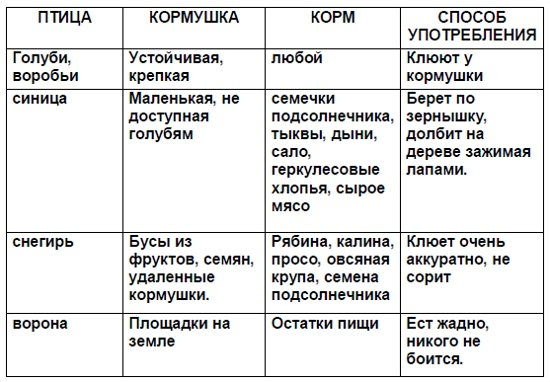 ПТИЦА
КОРМУШКА
КОРМ
СПОСОБ
УПОТРЕБЛЕНИЯ
Голуби,
воробьи
Устойчивая,
крепкая
любой
Клюют у
кормушки
синица
Маленькая, не
доступная
голубям
семечки
подсолнечника,
тыквы, дыни,
сало,
геркулесовые
хлопья, сырое
мясо
Берет по
зернышку,
долбит на
дереве зажимая
лапами.
снегирь
Бусы из
фруктов, семян,
удаленные
кормушки.
Рябина, калина,
просо, овсяная
крупа, семена
подсолнечника
Клюет очень
аккуратно, не
сорит
ворона
Площадки на
земле
Остатки пищи
Ест жадно,
никого не
боится.